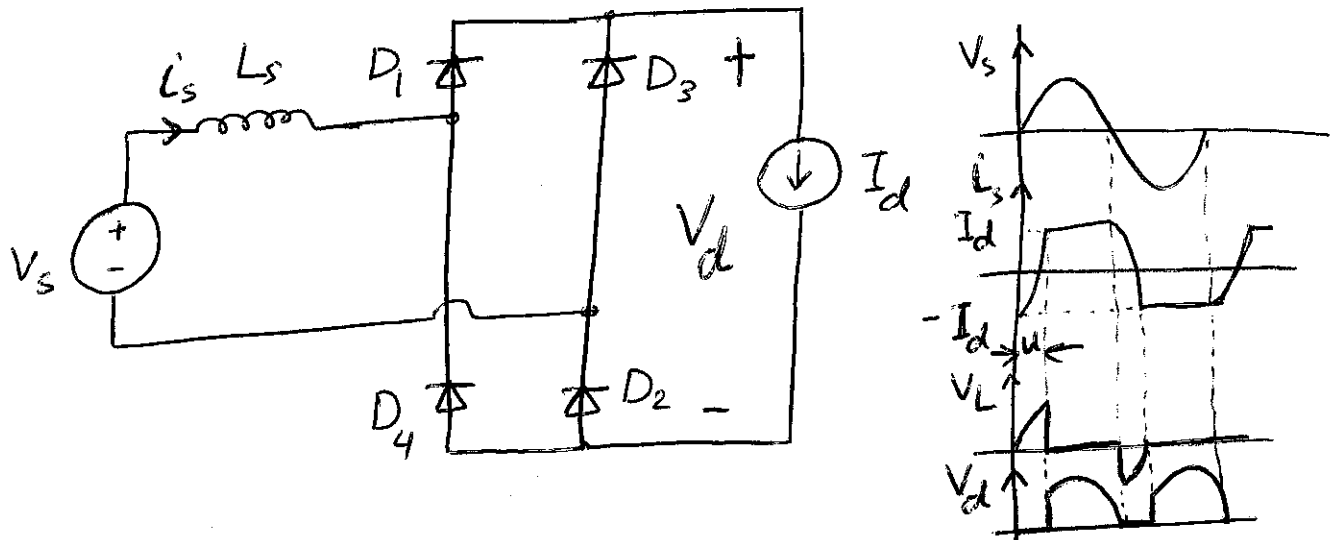 i_s L_s
D_1
D_3
+
I_d
V_d
V_s
+
-
D_4
D_2
-
V_s
i_s
I_d
-I_d
u
V_L
V_d